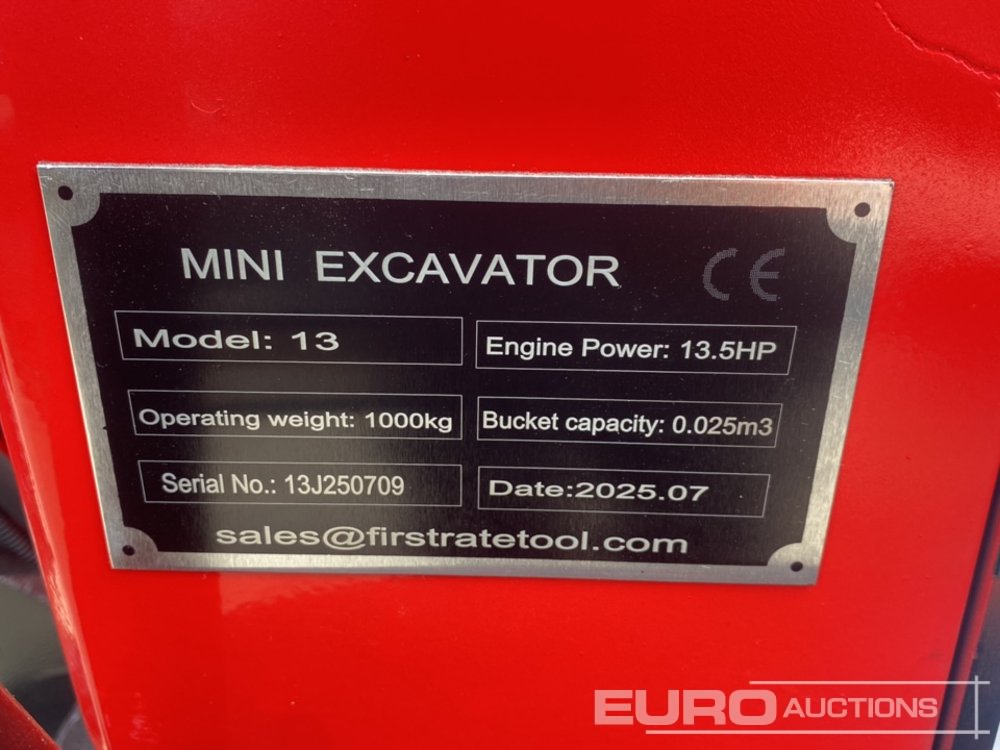 MINI EXCAVATOR CE
Model: 13
Engine Power: 13.5HP
Operating weight: 1000kg
Bucket capacity: 0.025m3
Serial No.: 13J250709
Date:2025.07
sales@firstratetool.com
EURO AUCTIONS